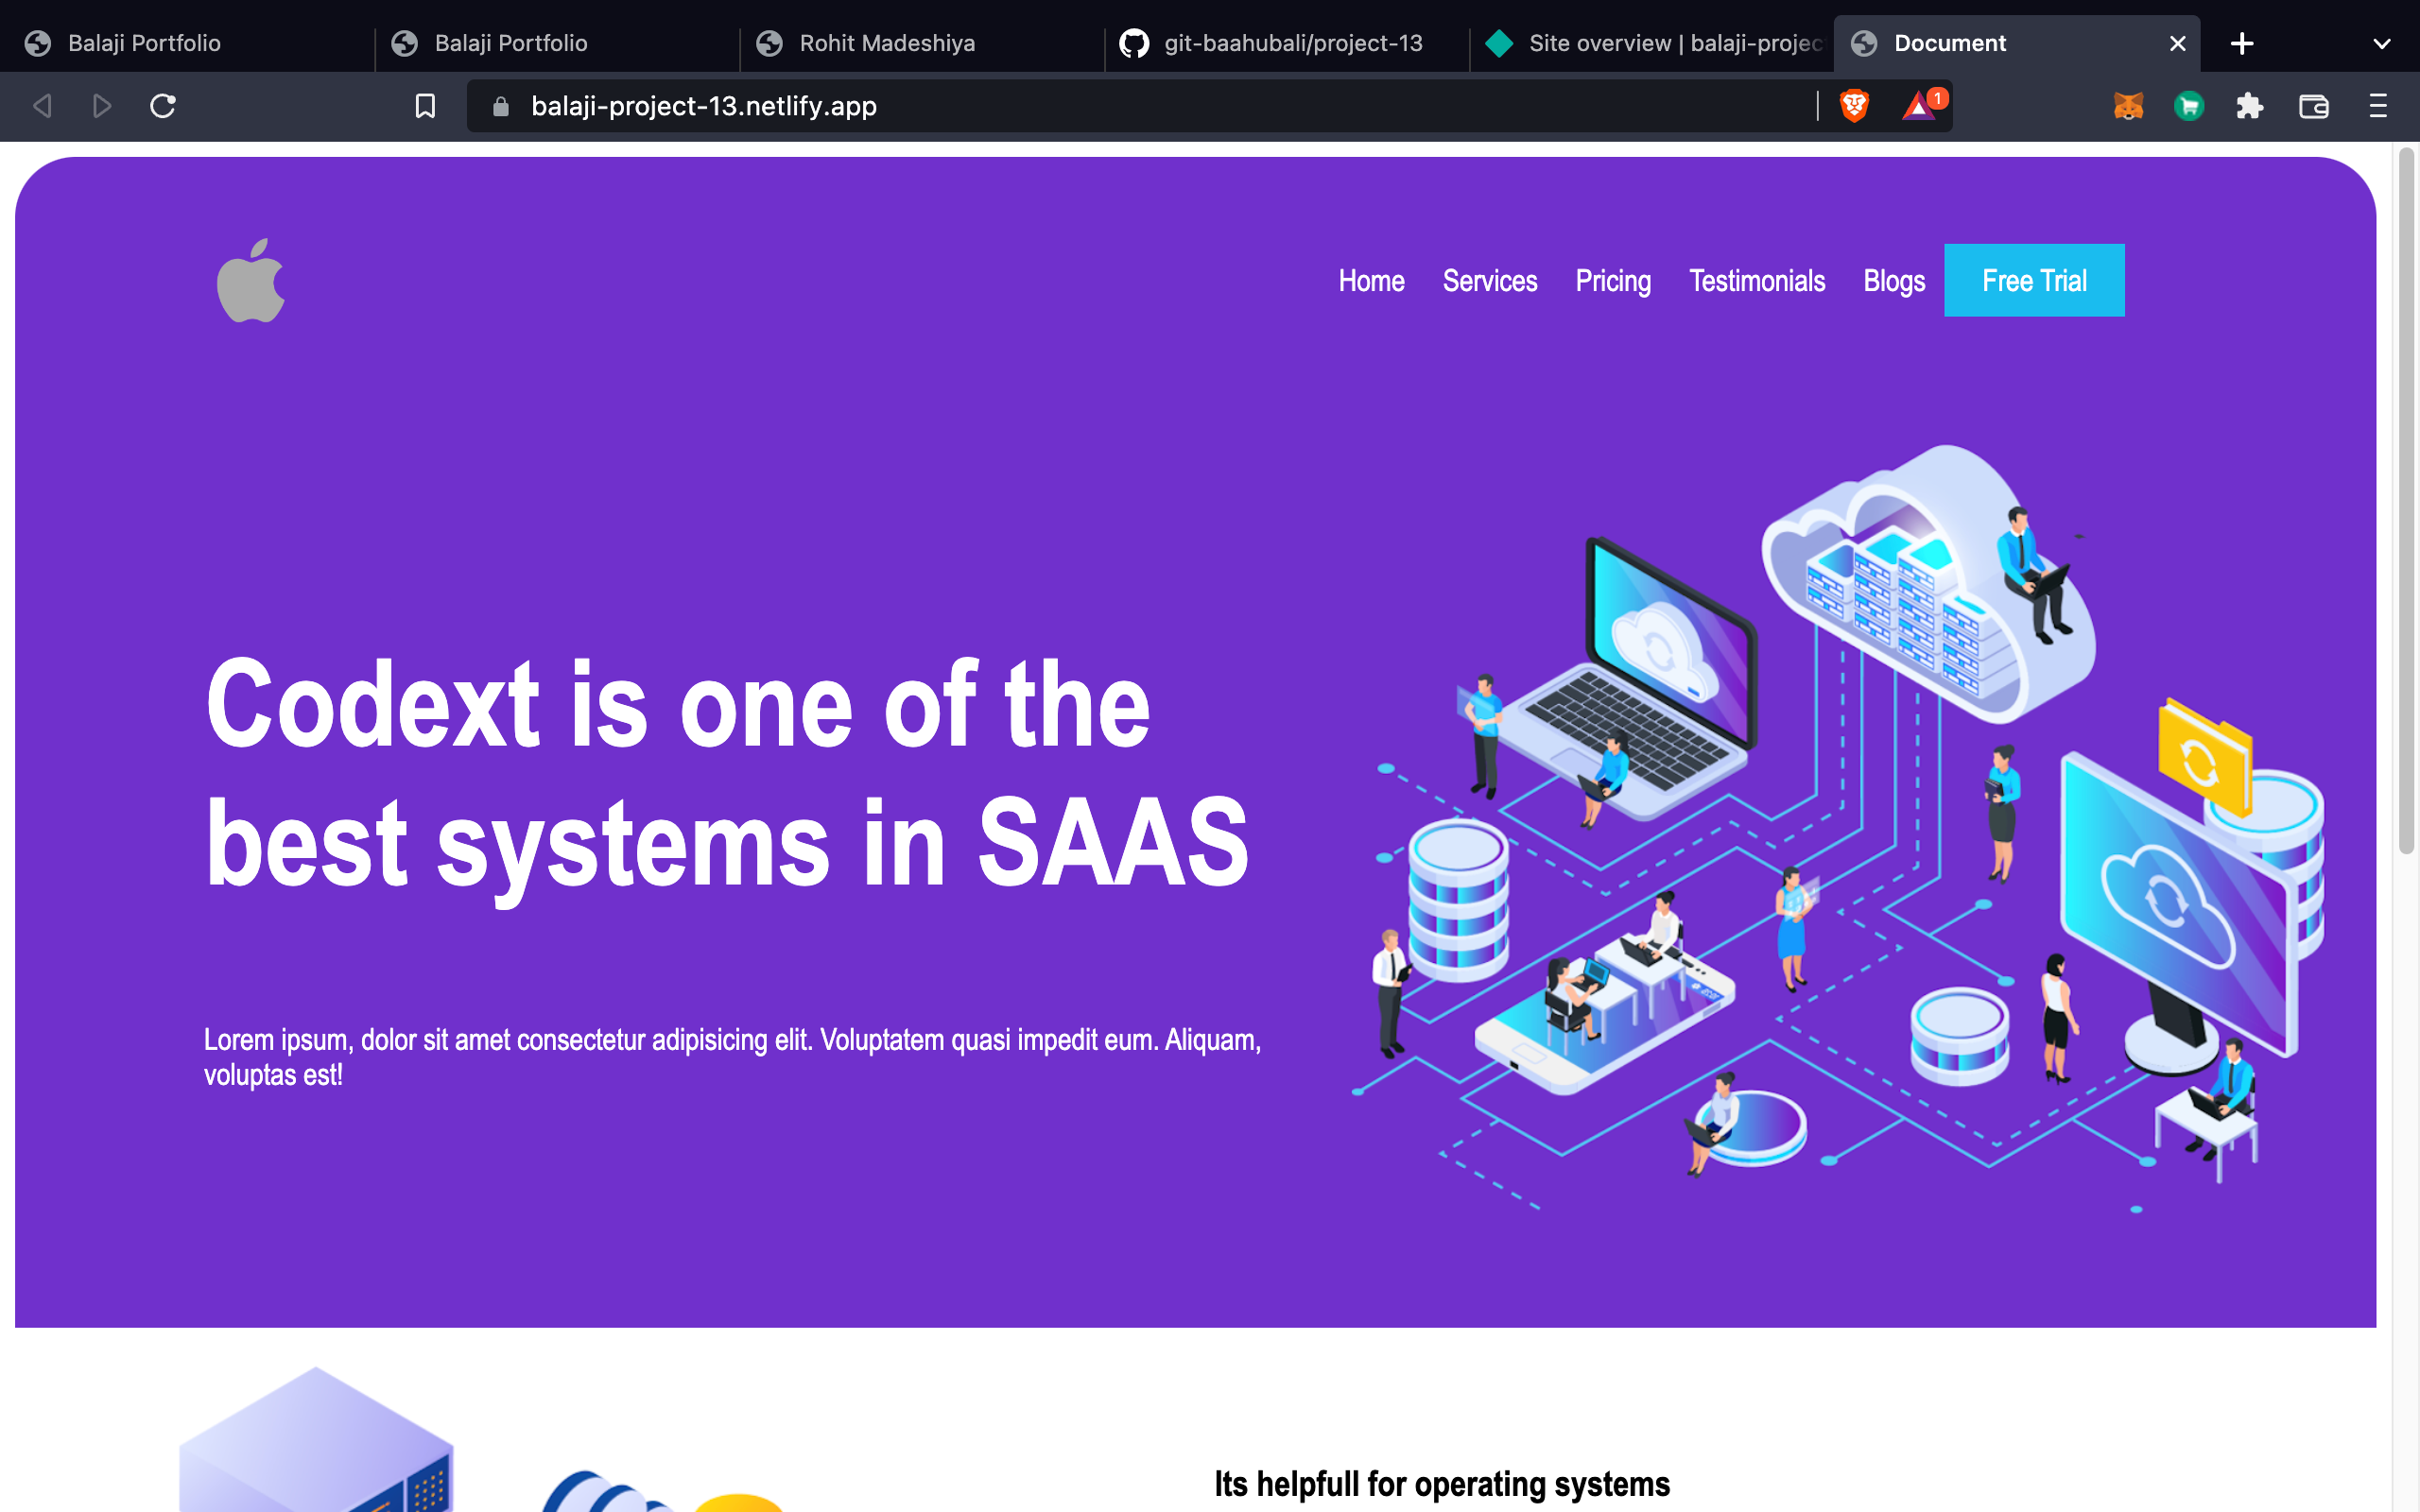 Balaji Portfolio
Balaji Portfolio
Rohit Madeshiya
git-baahubali/project-13
Site overview | balaji-projec
Document
balaji-project-13.netlify.app
1
Home
Services
Pricing
Testimonials
Blogs
Free Trial
Codext is one of the
best systems in SAAS
Lorem ipsum, dolor sit amet consectetur adipisicing elit. Voluptatem quasi impedit eum. Aliquam,
voluptas est!
Its helpfull for operating systems